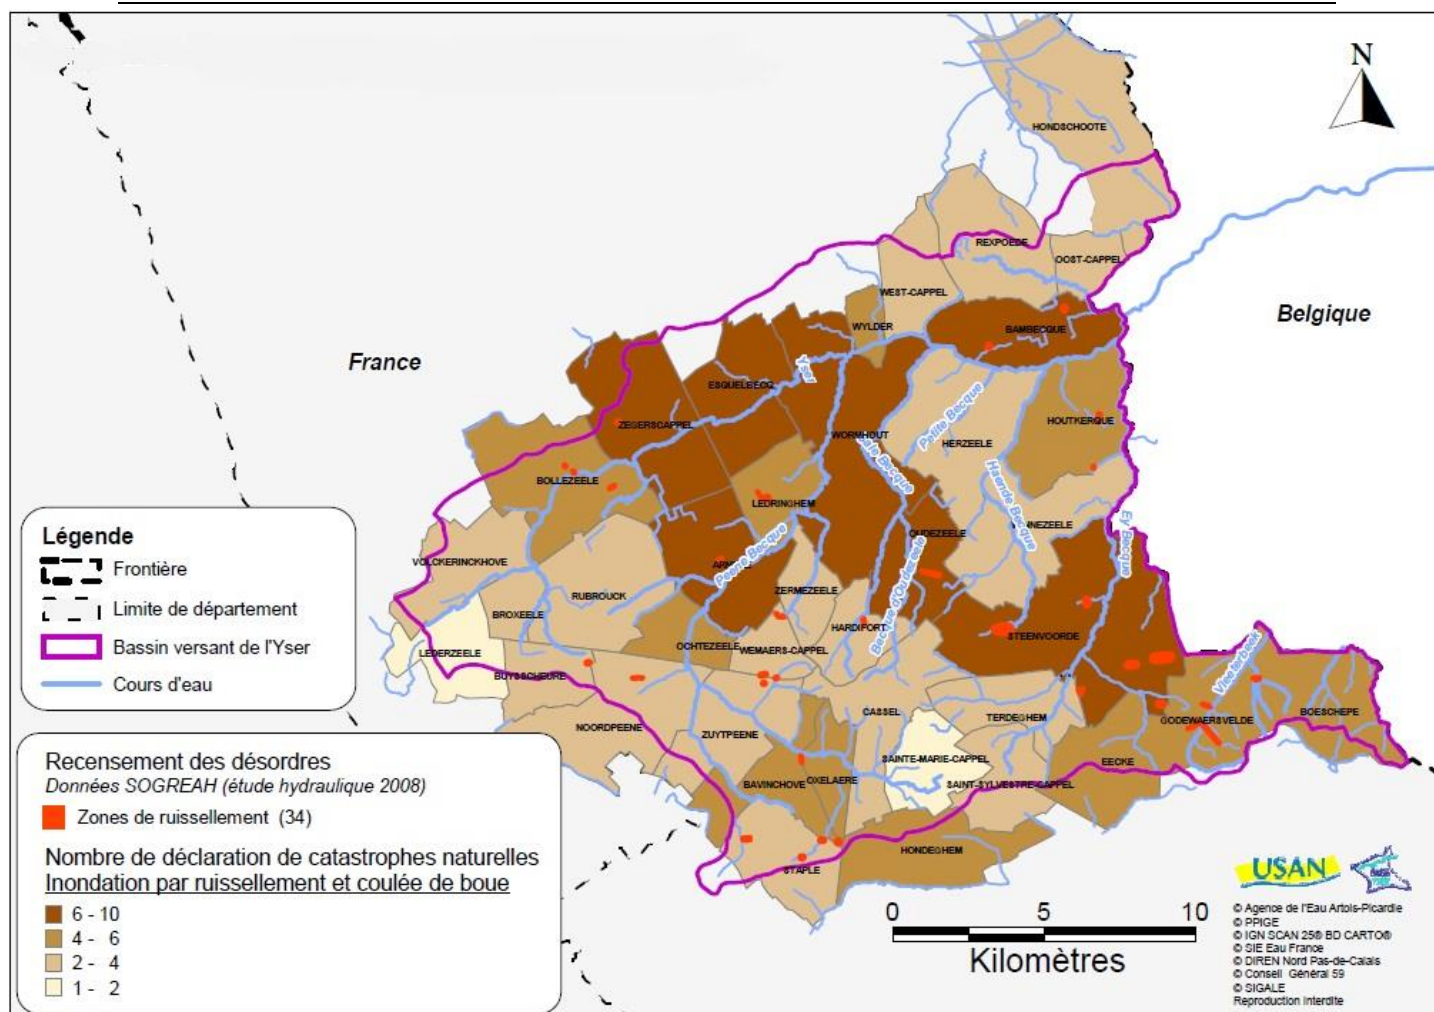 N
HONDSCHOOTE
REXPOEDE
OOST-CAPPEL
WEST-CAPPEL
Belgique
WYLDER
BAMBECQUE
France
Yser
ESQUELBECQ
Petite Becque
HOUTKERQUE
ZEGERSCAPPEL
WORMHOUT
HERZEELE
Haende Becque
BOLLEZEELE
LEDRINGHEM
Ey Becque
OUDEZEELE
Peene Becque
Becque d'Oudezeele
VOLCKERINCKHOVE
RUBROUCK
ZERMEZEELE
BROXEELE
HARDIFORT
STEENVOORDE
LEDERZEELE
OCHTEZEELE
WEMAERS-CAPPEL
BUYSSCHEURE
Vleeterbeek
CASSEL
TERDEGHEM
GODEWAERSVELDE
BOESCHEPE
NOORDPEENE
ZUYTPEENE
SAINTE-MARIE-CAPPEL
EECKE
BAVINCHOVE
OXELAERE
SAINT-SYLVESTRE-CAPPEL
HONDEGHEM
STAPLE
Légende
Frontière
Limite de département
Bassin versant de l'Yser
Cours d'eau
Recensement des désordres
Données SOGREAH (étude hydraulique 2008)
Zones de ruissellement (34)
Nombre de déclaration de catastrophes naturelles
Inondation par ruissellement et coulée de boue
6 - 10
4 - 6
2 - 4
1 - 2
0 5 10
Kilomètres
USAN
© Agence de l'Eau Artois-Picardie
© PPIGE
© IGN SCAN 25® BD CARTO®
© SIE Eau France
© DIREN Nord Pas-de-Calais
© Conseil Général 59
© SIGALE
Reproduction Interdite